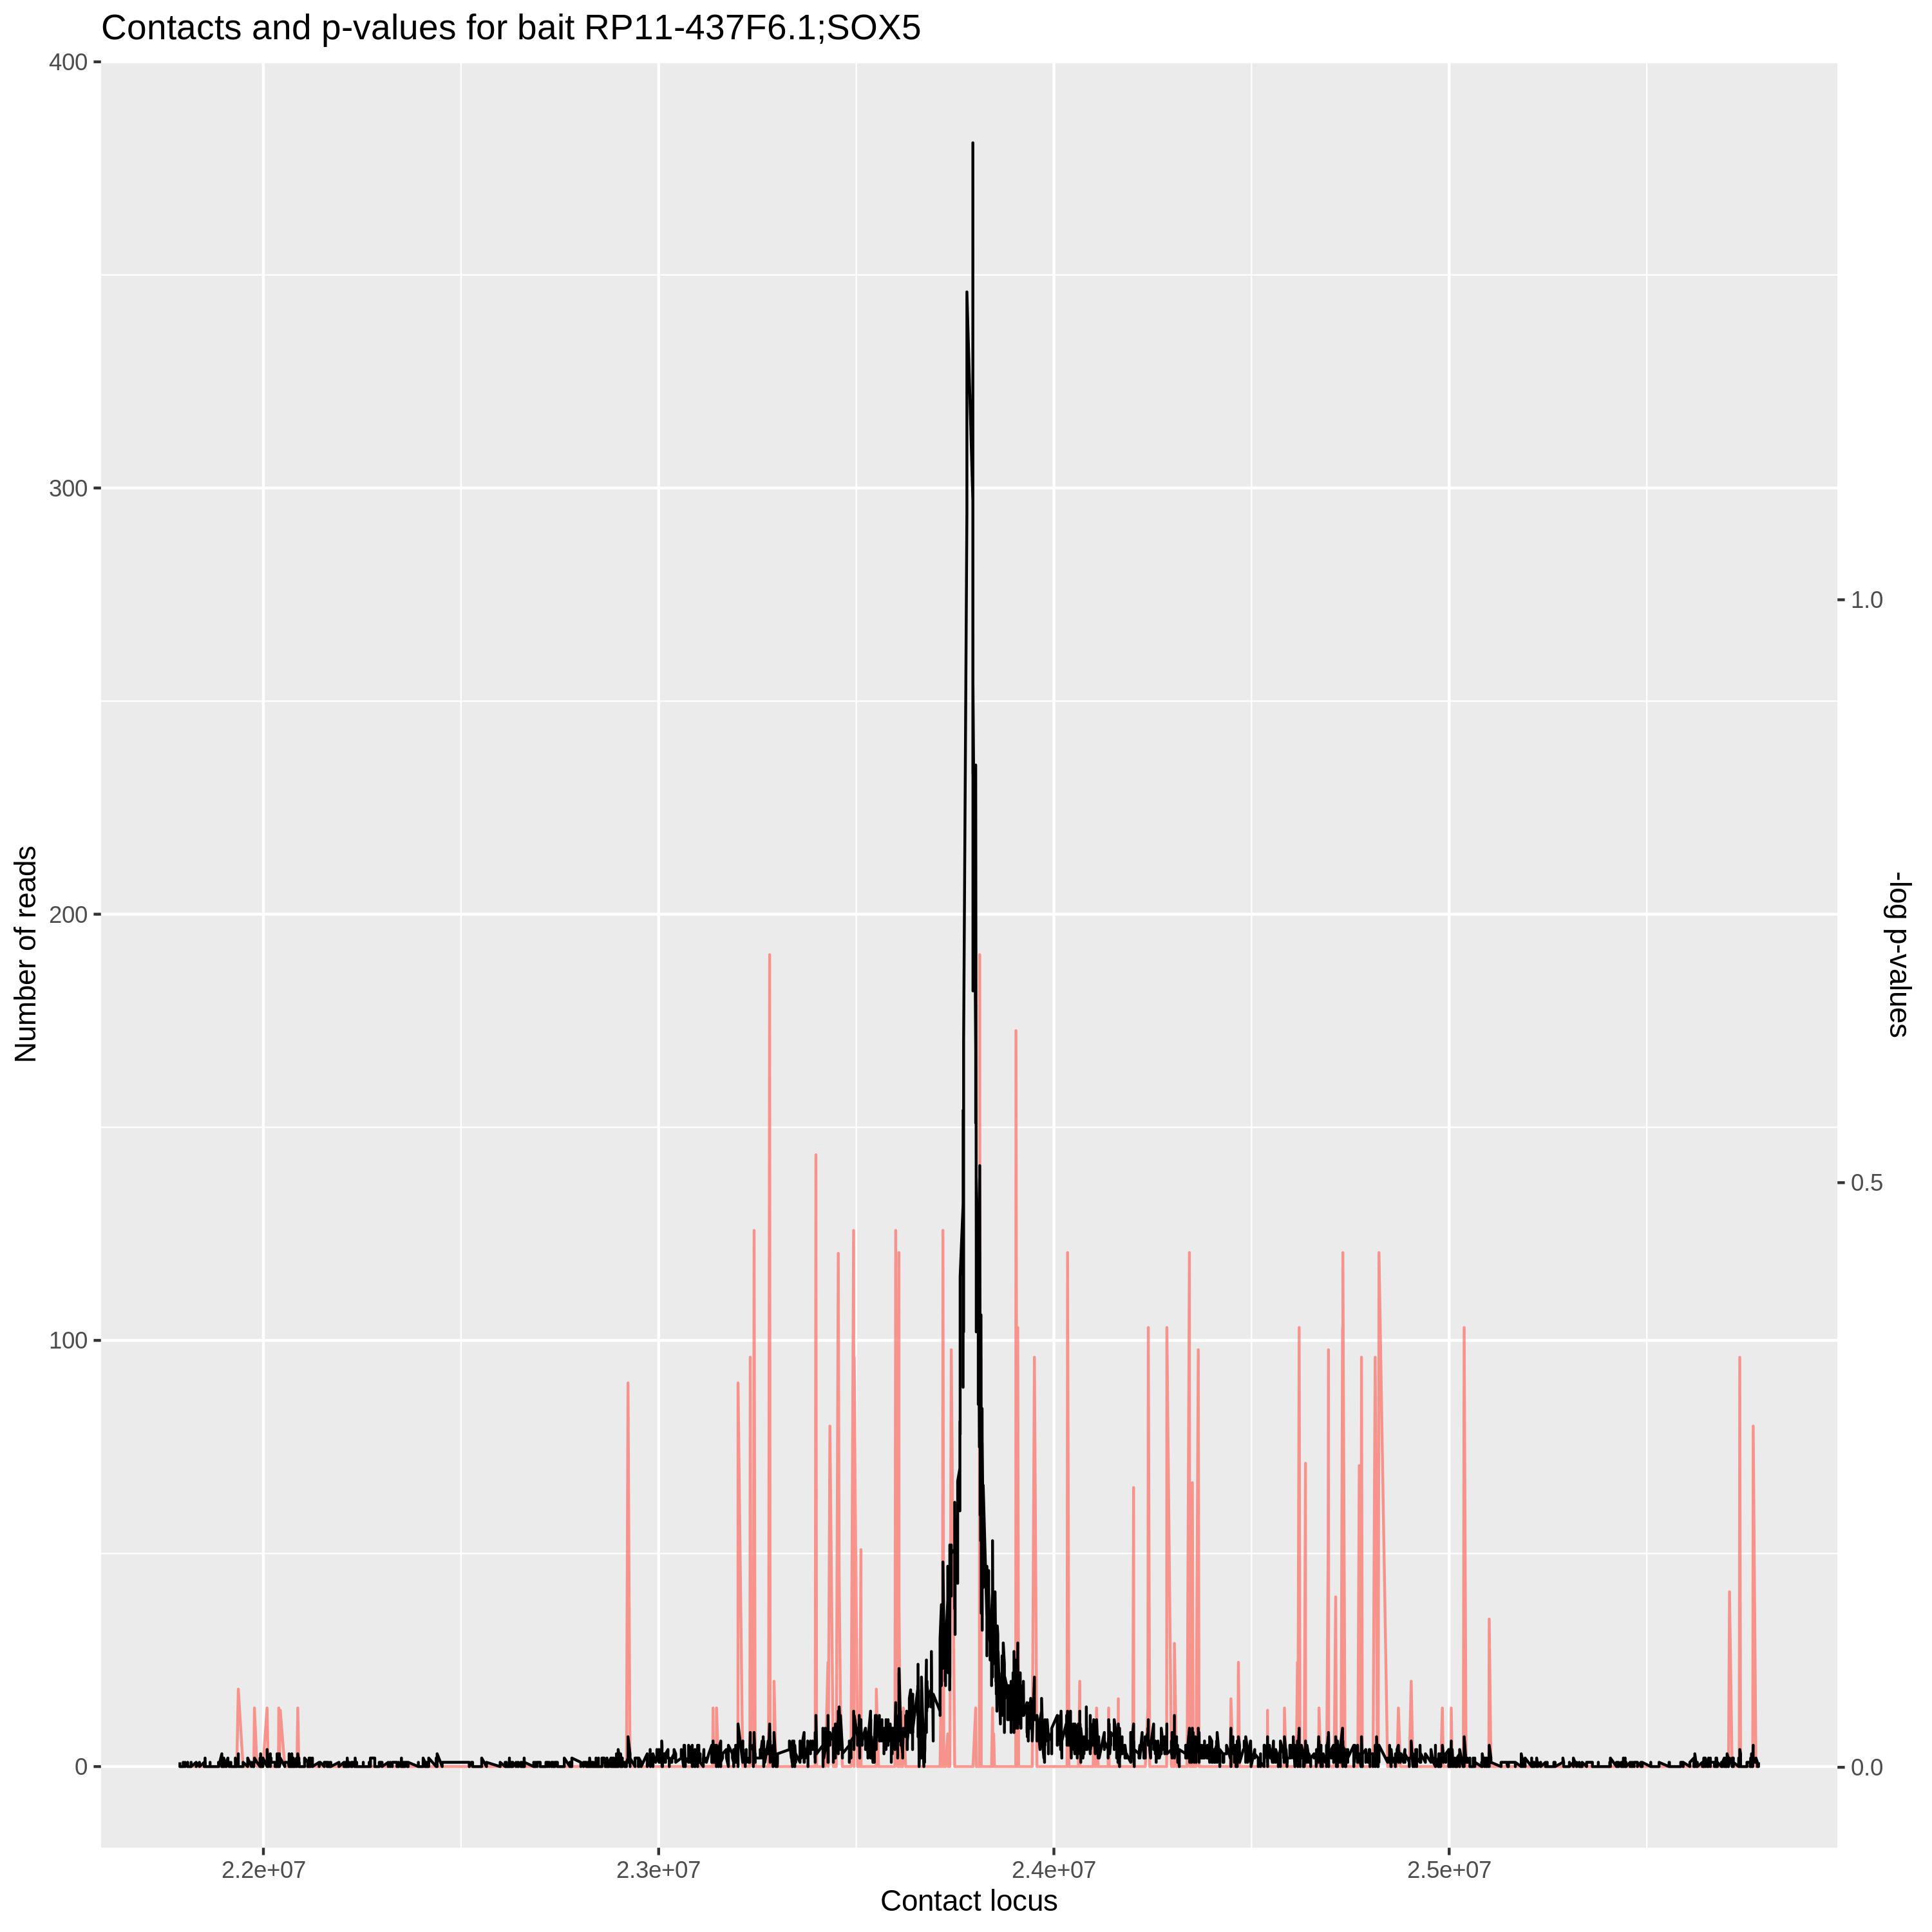 Contacts and p-values for bait RP11-437F6.1;SOX5
400
300
200
100
0
Number of reads
1.0
0.5
0.0
-log p-values
2.2e+07
2.3e+07
2.4e+07
2.5e+07
Contact locus